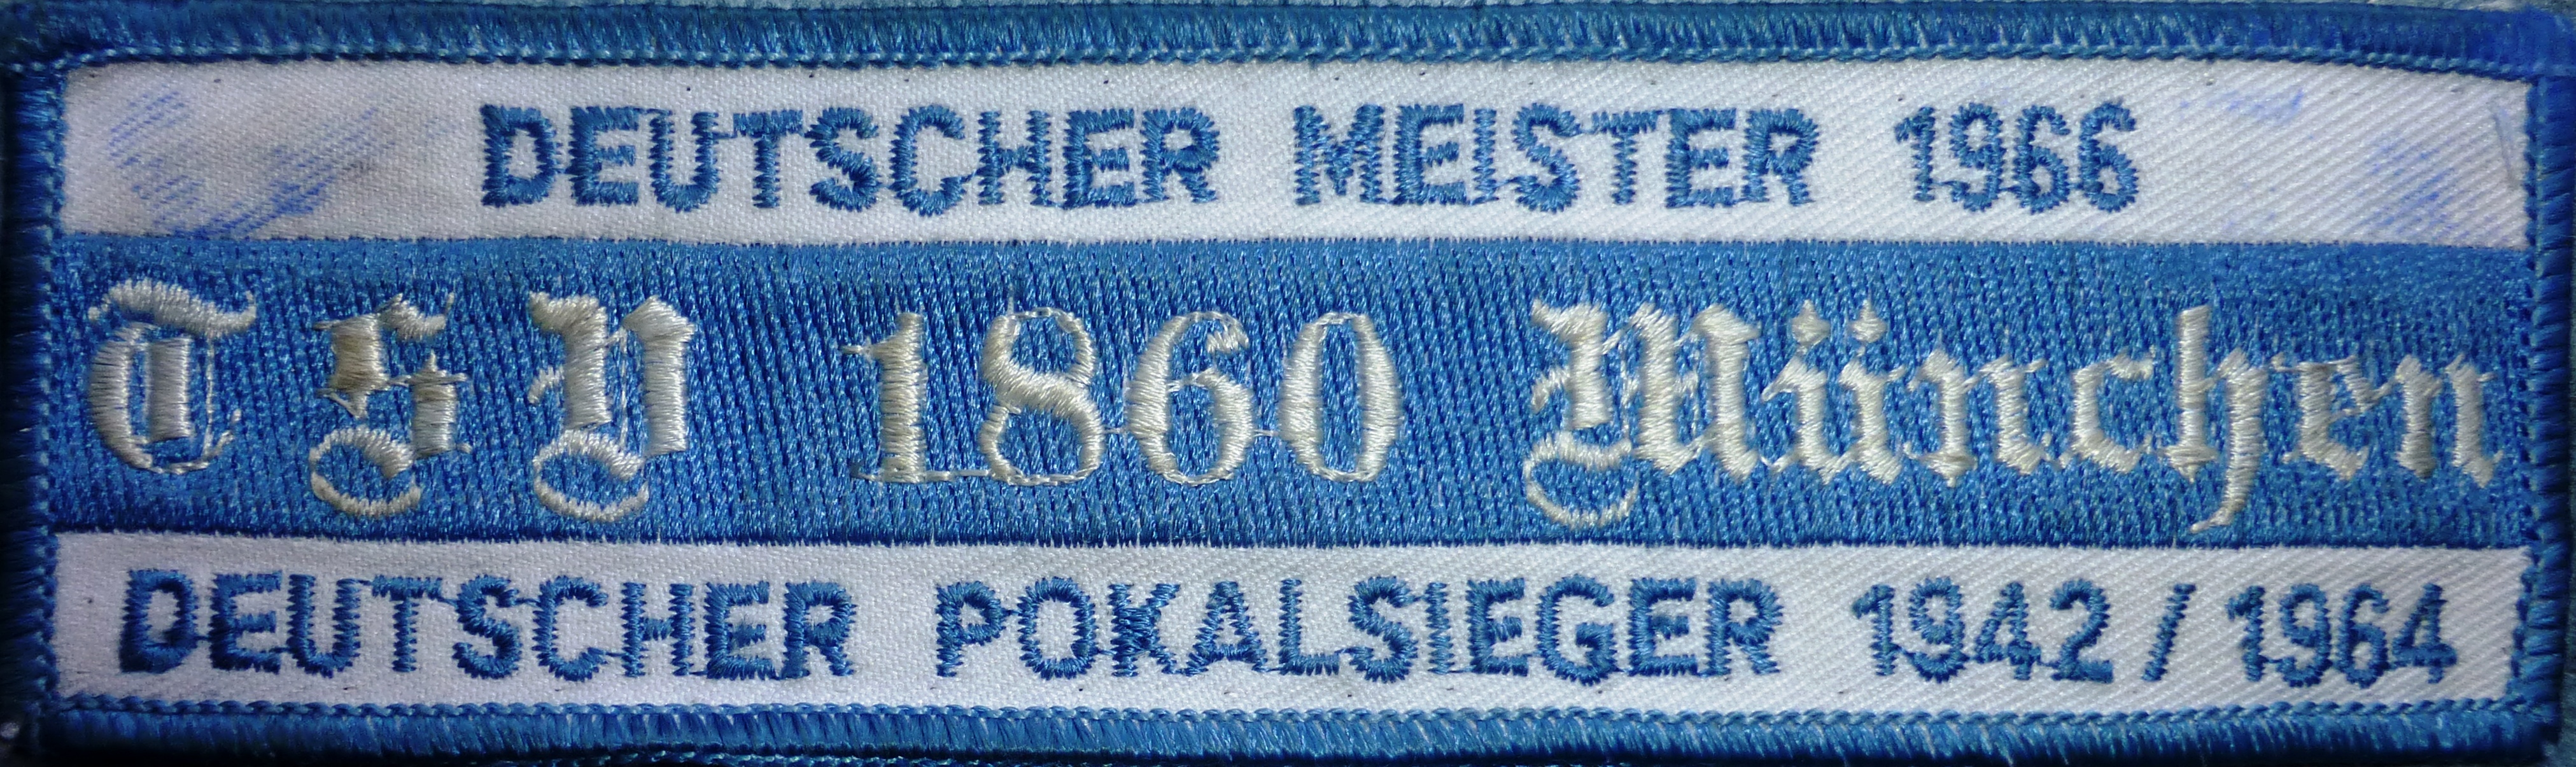 DEUTSCHER MEISTER 1966
TSV 1860 München
DEUTSCHER POKALSIEGER 1942 / 1964